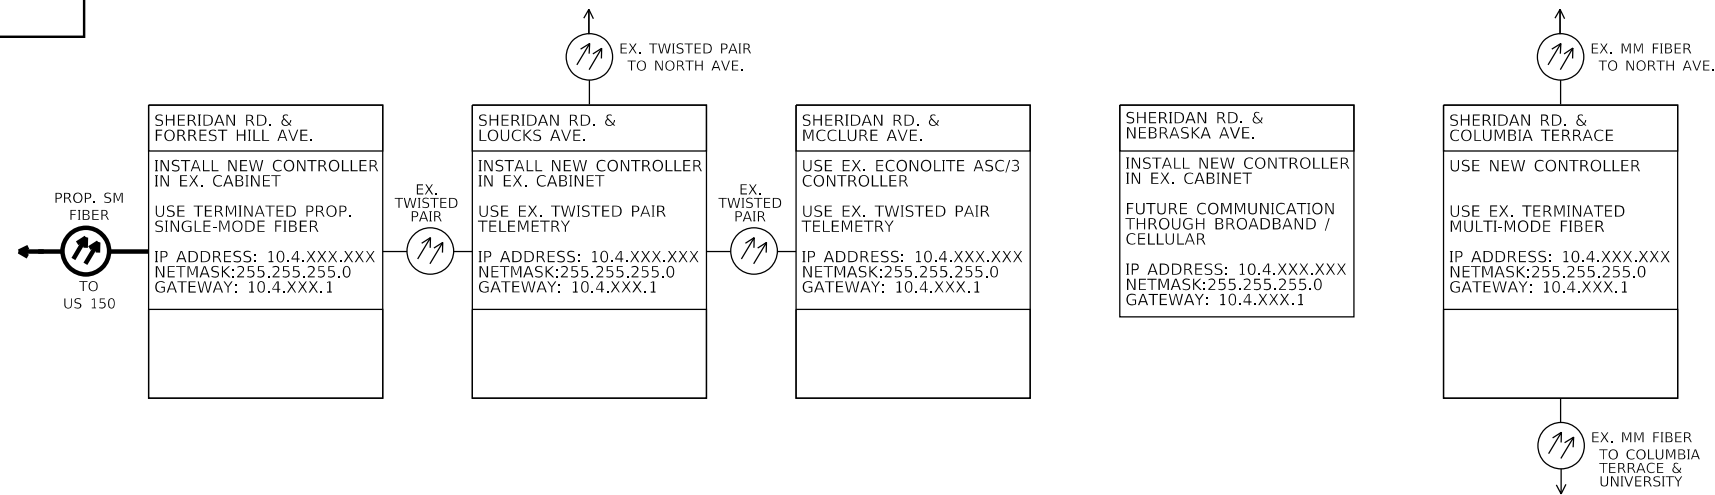 EX. TWISTED PAIR
TO NORTH AVE.
EX. MM FIBER
TO NORTH AVE.
PROP. SM
FIBER
TO
US 150
SHERIDAN RD. &
FORREST HILL AVE.
INSTALL NEW CONTROLLER
IN EX. CABINET
USE TERMINATED PROP.
SINGLE-MODE FIBER
IP ADDRESS: 10.4.XXX.XXX
NETMASK:255.255.255.0
GATEWAY: 10.4.XXX.1
EX.
TWISTED
PAIR
SHERIDAN RD. &
LOUCKS AVE.
INSTALL NEW CONTROLLER
IN EX. CABINET
USE EX. TWISTED PAIR
TELEMETRY
IP ADDRESS: 10.4.XXX.XXX
NETMASK:255.255.255.0
GATEWAY: 10.4.XXX.1
EX.
TWISTED
PAIR
SHERIDAN RD. &
MCCLURE AVE.
USE EX. ECONOLITE ASC/3
CONTROLLER
USE EX. TWISTED PAIR
TELEMETRY
IP ADDRESS: 10.4.XXX.XXX
NETMASK:255.255.255.0
GATEWAY: 10.4.XXX.1
SHERIDAN RD. &
NEBRASKA AVE.
INSTALL NEW CONTROLLER
IN EX. CABINET
FUTURE COMMUNICATION
THROUGH BROADBAND /
CELLULAR
IP ADDRESS: 10.4.XXX.XXX
NETMASK:255.255.255.0
GATEWAY: 10.4.XXX.1
SHERIDAN RD. &
COLUMBIA TERRACE
USE NEW CONTROLLER
USE EX. TERMINATED
MULTI-MODE FIBER
IP ADDRESS: 10.4.XXX.XXX
NETMASK:255.255.255.0
GATEWAY: 10.4.XXX.1
EX. MM FIBER
TO COLUMBIA
TERRACE &
UNIVERSITY